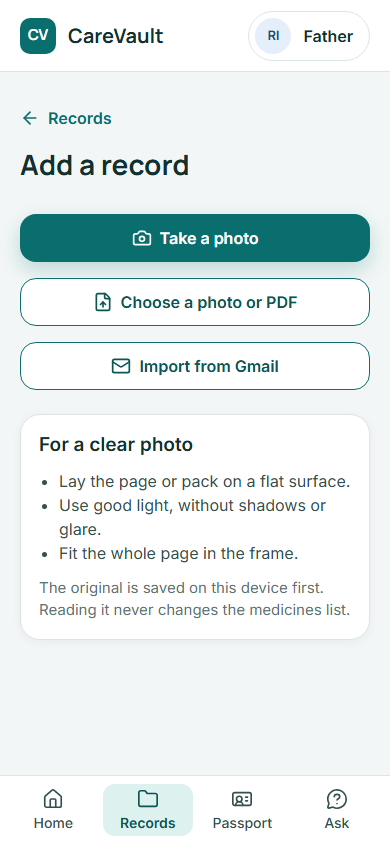 CV CareVault
RI Father
Records
Add a record
Take a photo
Choose a photo or PDF
Import from Gmail
For a clear photo
• Lay the page or pack on a flat surface.
• Use good light, without shadows or
glare.
• Fit the whole page in the frame.
The original is saved on this device first.
Reading it never changes the medicines list.
Home Records Passport Ask